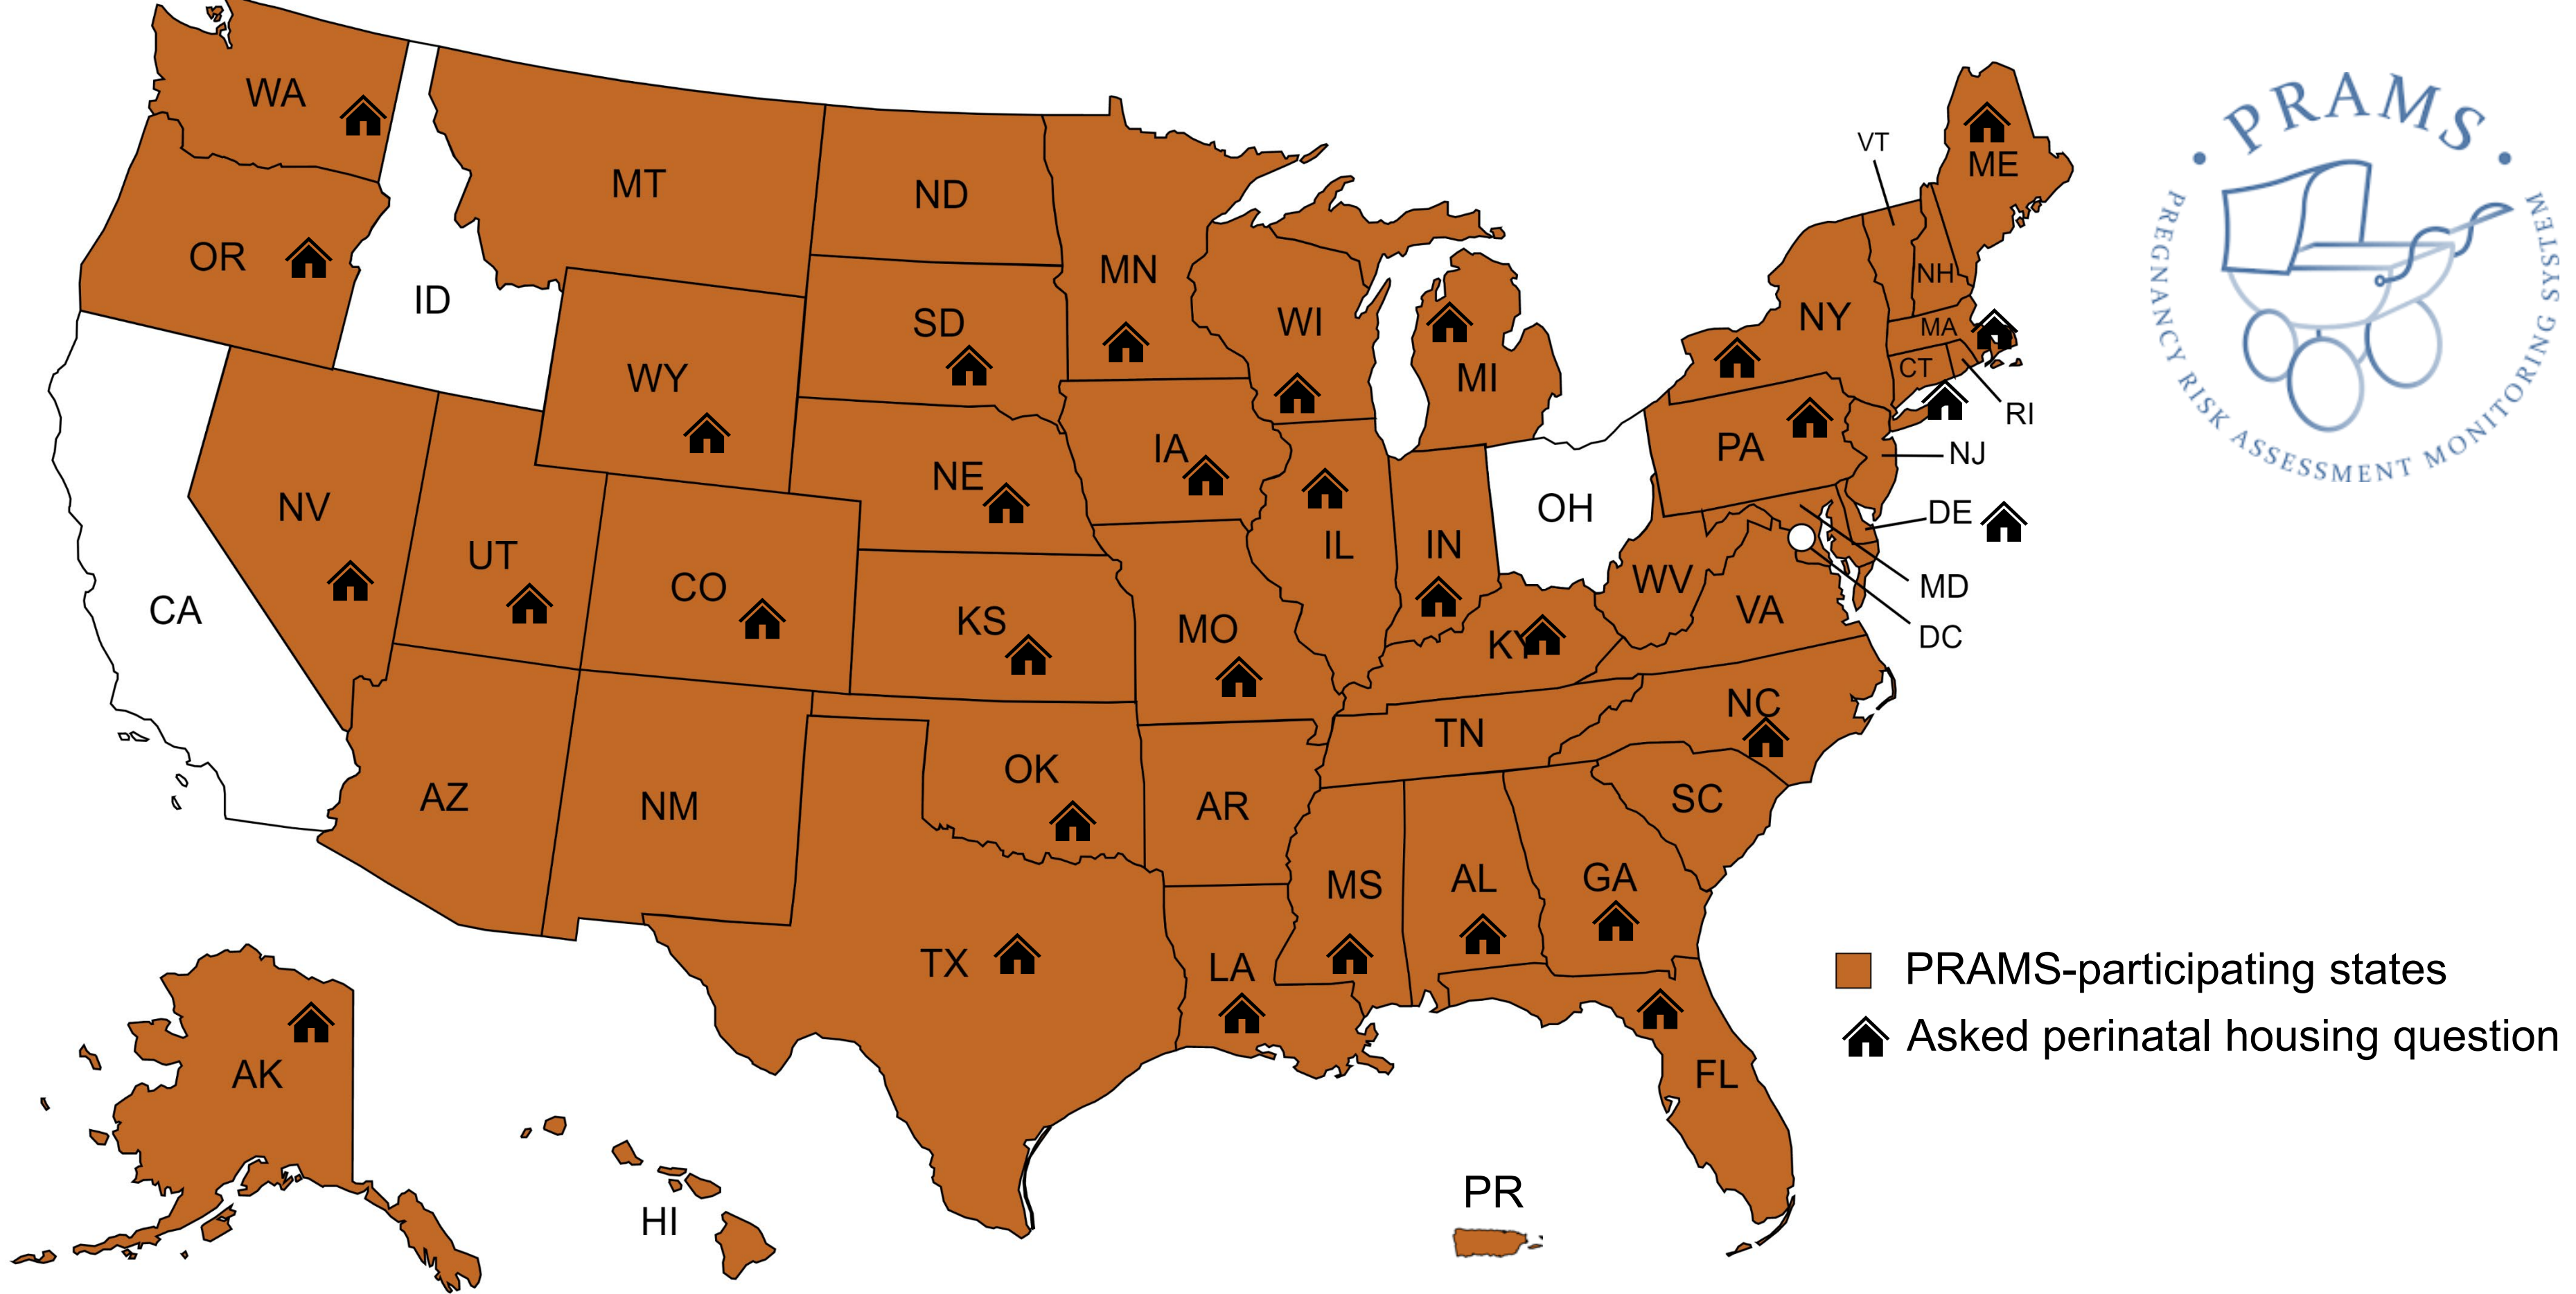 PRAMS
PREGNANCY RISK ASSESSMENT MONITORING SYSTEM
WA
MT
ND
MN
VT
ME
OR
ID
SD
WI
MI
NY
NH
MA
CT
RI
WY
NE
IA
PA
NJ
NV
UT
CO
IL
IN
OH
DE
CA
KS
MO
KY
WV
VA
MD
DC
AZ
NM
OK
AR
TN
NC
SC
TX
LA
MS
AL
GA
FL
AK
HI
PR
PRAMS-participating states
Asked perinatal housing question